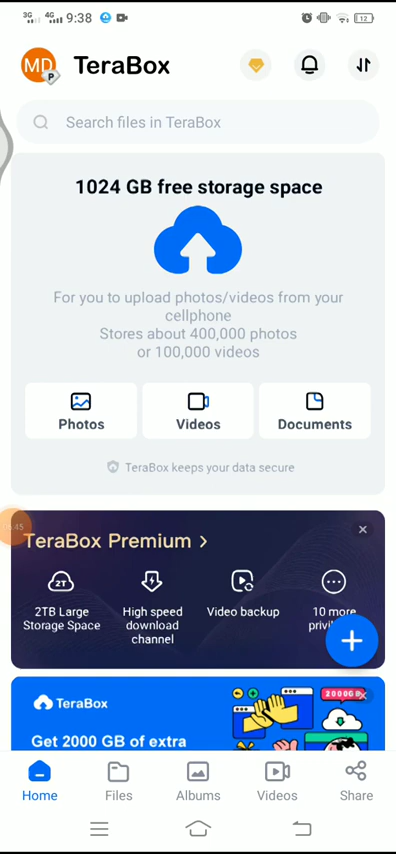 3G 4G 9:38 12
MD P TeraBox
Search files in TeraBox
1024 GB free storage space
For you to upload photos/videos from your
cellphone
Stores about 400,000 photos
or 100,000 videos
Photos Videos Documents
TeraBox keeps your data secure
TeraBox Premium >
2T
2TB Large
Storage Space
High speed
download
channel
Video backup
10 more
TeraBox
2000GB
Get 2000 GB of extra
Home Files Albums Videos Share